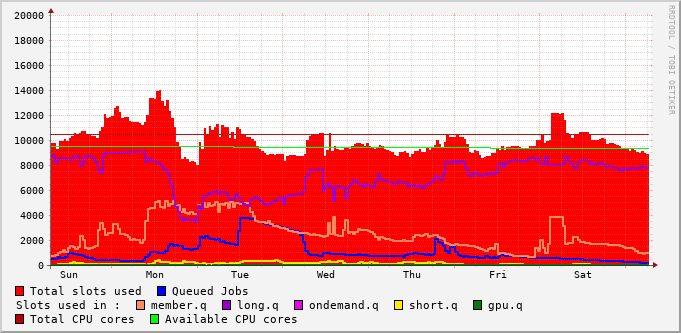 20000
18000
16000
14000
12000
10000
8000
6000
4000
2000
0
Sun Mon Tue Wed Thu Fri Sat
Total slots used Queued Jobs
Slots used in : member.q long.q ondemand.q short.q gpu.q
Total CPU cores Available CPU cores
RRDTOOL / TOBI OETIKER